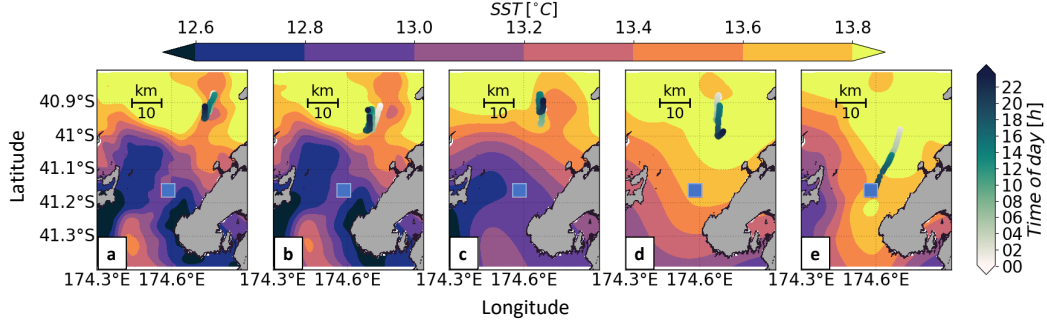 SST [°C]
12.6 12.8 13.0 13.2 13.4 13.6 13.8
km
10
km
10
km
10
km
10
km
10
40.9°S
41°S
41.1°S
41.2°S
41.3°S
Latitude
a b c d e
174.3°E 174.6°E 174.3°E 174.6°E 174.3°E 174.6°E 174.3°E 174.6°E 174.3°E 174.6°E
Longitude
22
20
18
16
14
12
10
08
06
04
02
00
Time of day [h]